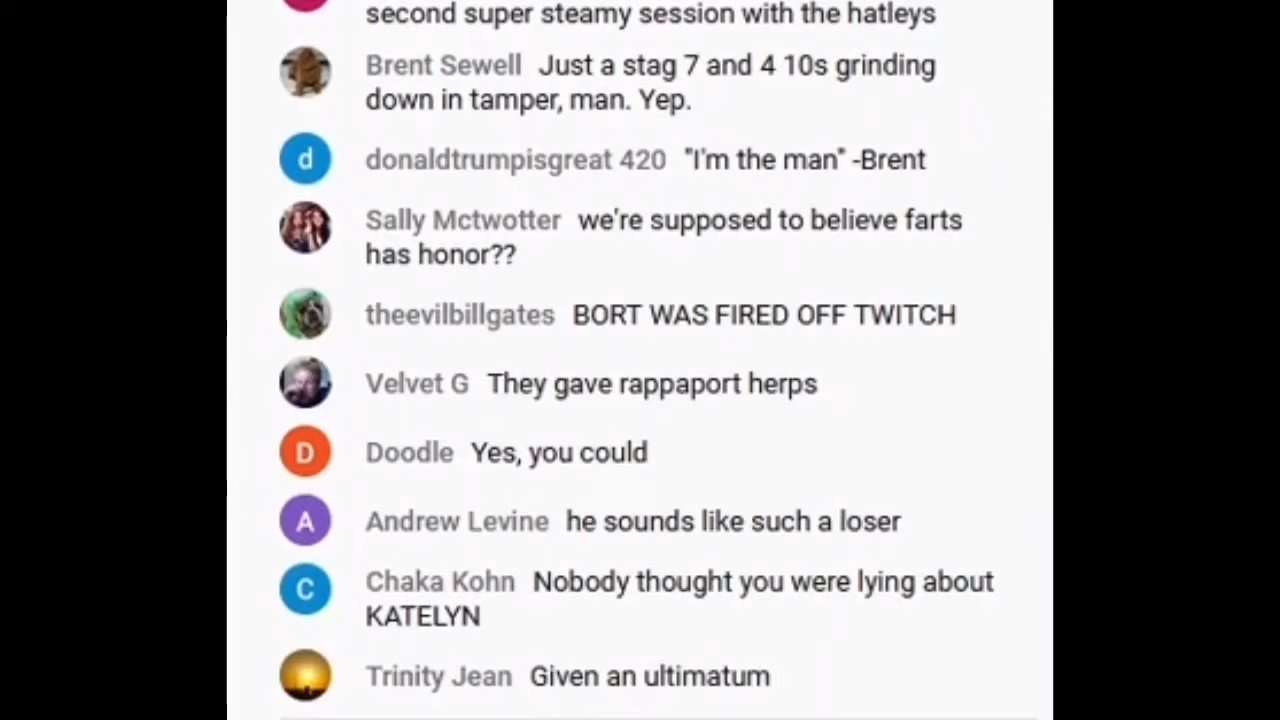 second super steamy session with the hatleys
Brent Sewell Just a stag 7 and 4 10s grinding
down in tamper, man. Yep.
d donaldtrumpisgreat 420 "I'm the man" -Brent
Sally Mctwotter we're supposed to believe farts
has honor??
theevilbillgates BORT WAS FIRED OFF TWITCH
Velvet G They gave rappaport herps
D Doodle Yes, you could
A Andrew Levine he sounds like such a loser
C Chaka Kohn Nobody thought you were lying about
KATELYN
Trinity Jean Given an ultimatum